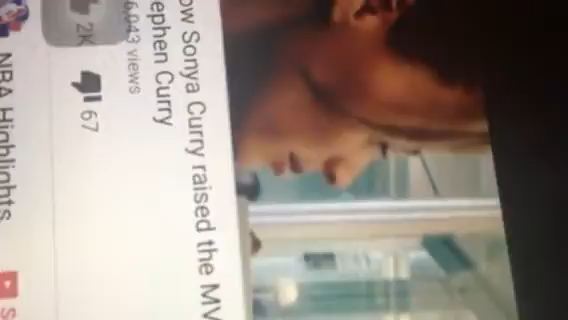 ow Sonya Curry raised the MV
ephen Curry
6,043 views
2K 67
NBA Highlights
S